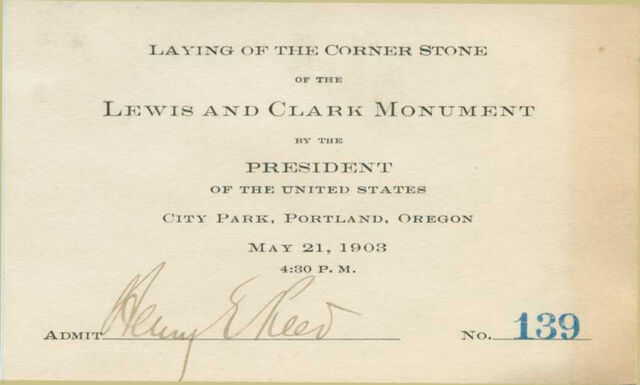 LAYING OF THE CORNER STONE
OF THE
LEWIS AND CLARK MONUMENT
BY THE
PRESIDENT
OF THE UNITED STATES
CITY PARK, PORTLAND, OREGON
MAY 21, 1903
4:30 P. M.
ADMIT Henry E Reed No. 139